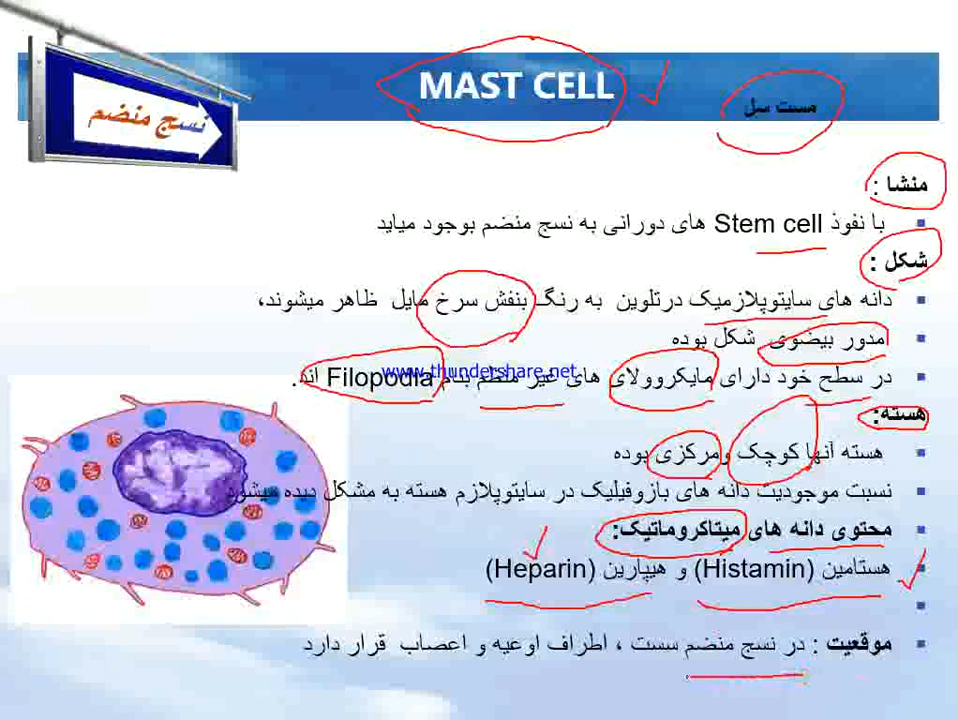 MAST CELL
مست سل
نسج منضم
منشا :
با نفوذ Stem cell های دورانی به نسج منضم بوجود میاید
شکل :
دانه های سایتوپلازمیک درتلوین به رنگ بنفش سرخ مایل ظاهر میشوند،
مدور بیضوی شکل بوده
در سطح خود دارای مایکروولای های غیر منظم بنام Filopodia اند.
www.thundershare.net
هسته:
هسته آنها کوچک ومرکزی بوده
نسبت موجودیت دانه های بازوفیلیک در سایتوپلازم هسته به مشکل دیده میشود
محتوی دانه های میتاکروماتیک:
هستامین (Histamin) و هیپارین (Heparin)
موقعیت : در نسج منضم سست ، اطراف اوعیه و اعصاب قرار دارد